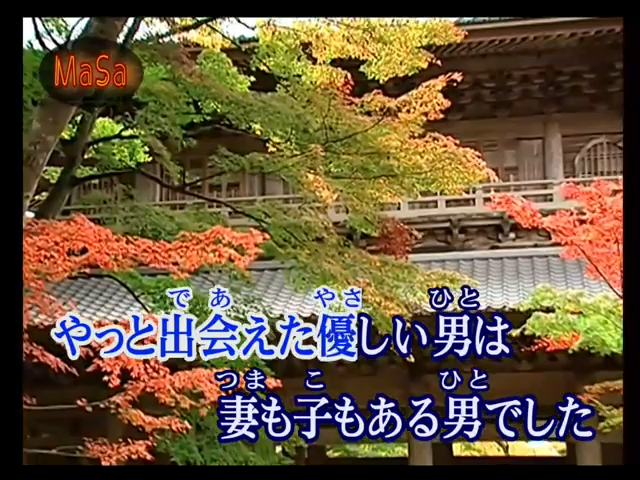 MaSa
で あ やさ ひと
やっと出会えた優しい男は
つま こ ひと
妻も子もある男でした